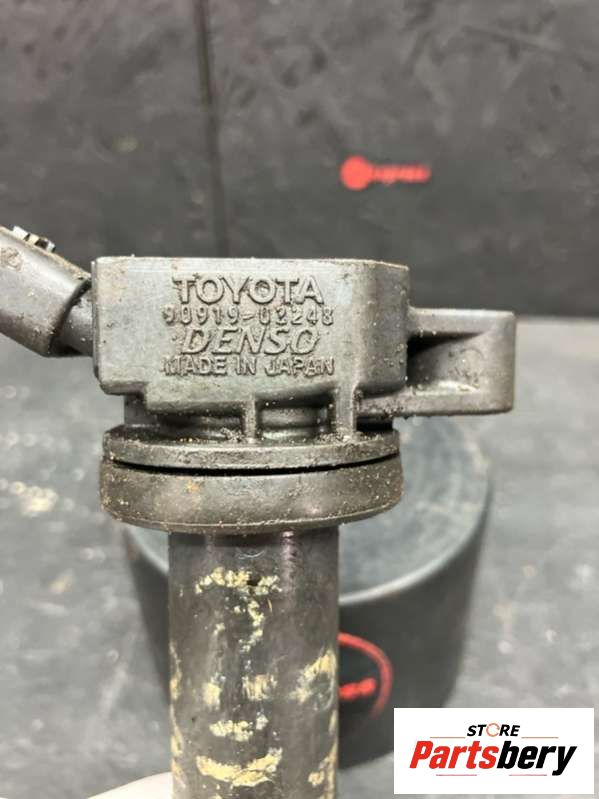 TOYOTA
90919-02248
DENSO
MADE IN JAPAN
STORE
Partsbery